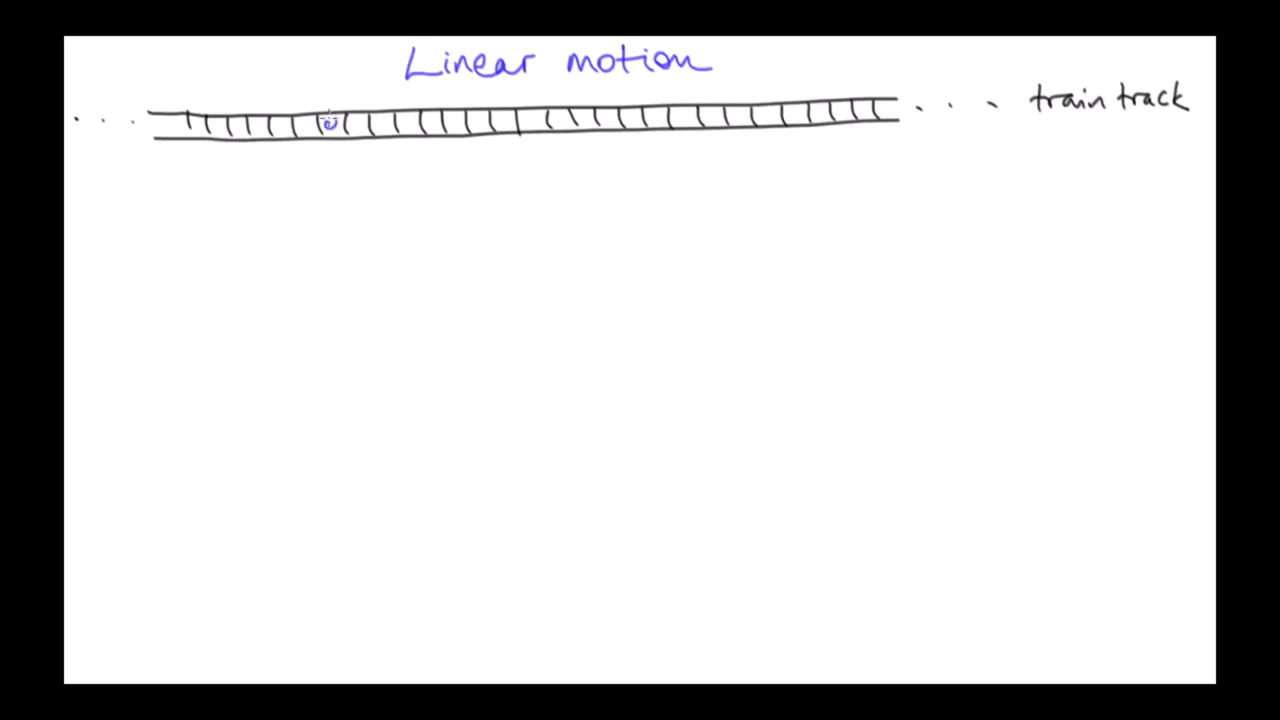 Linear motion
. . . . . . train track